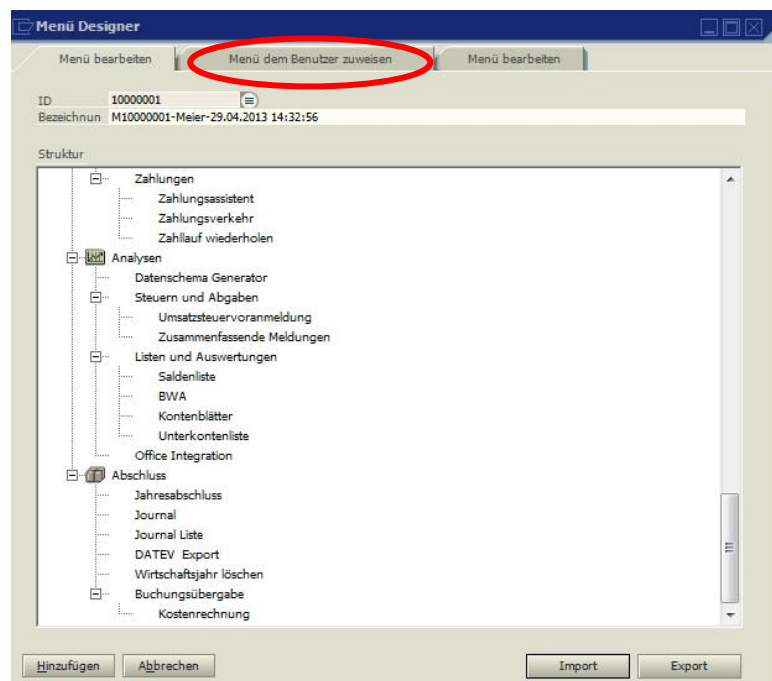 Menü Designer
Menü bearbeiten Menü dem Benutzer zuweisen Menü bearbeiten
ID 10000001
Bezeichnun M10000001-Meier-29.04.2013 14:32:56
Struktur
Zahlungen
Zahlungsassistent
Zahlungsverkehr
Zahllauf wiederholen
Analysen
Datenschema Generator
Steuern und Abgaben
Umsatzsteuervoranmeldung
Zusammenfassende Meldungen
Listen und Auswertungen
Saldenliste
BWA
Kontenblätter
Unterkontenliste
Office Integration
Abschluss
Jahresabschluss
Journal
Journal Liste
DATEV Export
Wirtschaftsjahr löschen
Buchungsübergabe
Kostenrechnung
Hinzufügen Abbrechen Import Export